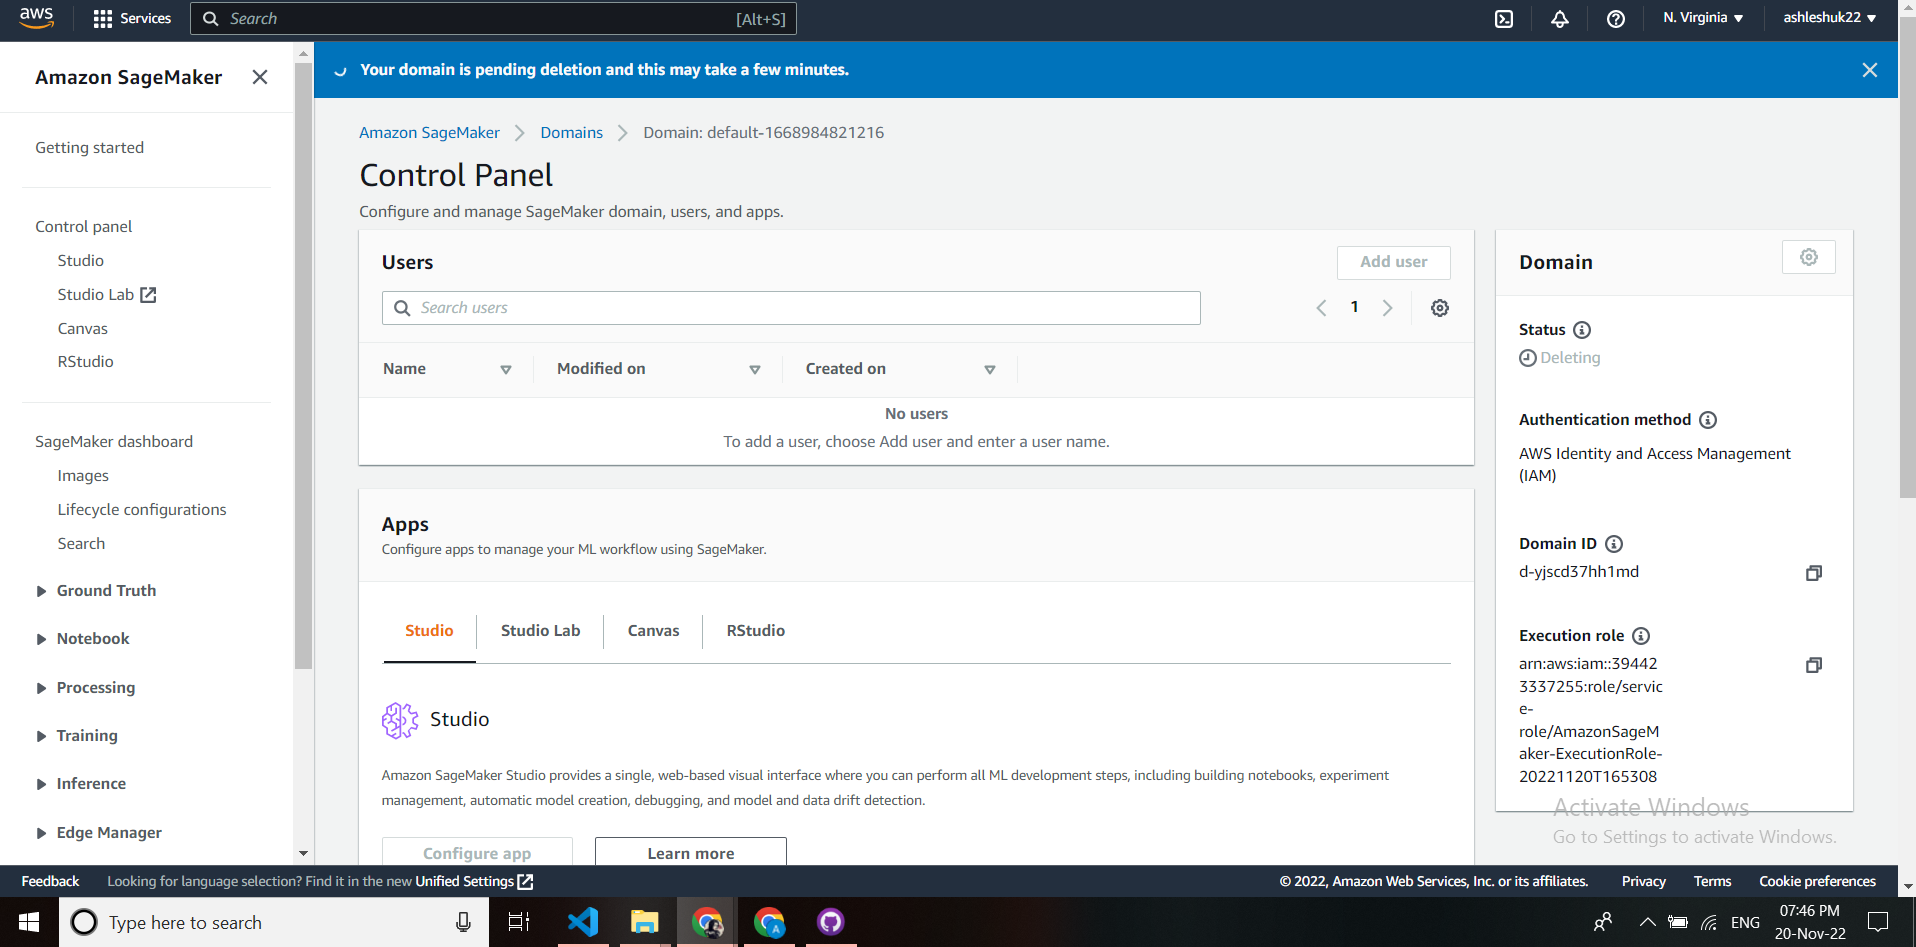 aws
Services
Search
[Alt+S]
N. Virginia
ashleshuk22
Amazon SageMaker
Getting started
Control panel
Studio
Studio Lab
Canvas
RStudio
SageMaker dashboard
Images
Lifecycle configurations
Search
Ground Truth
Notebook
Processing
Training
Inference
Edge Manager
Your domain is pending deletion and this may take a few minutes.
Amazon SageMaker
Domains
Domain: default-1668984821216
Control Panel
Configure and manage SageMaker domain, users, and apps.
Users
Add user
Search users
1
Name
Modified on
Created on
No users
To add a user, choose Add user and enter a user name.
Apps
Configure apps to manage your ML workflow using SageMaker.
Studio
Studio Lab
Canvas
RStudio
Studio
Amazon SageMaker Studio provides a single, web-based visual interface where you can perform all ML development steps, including building notebooks, experiment
management, automatic model creation, debugging, and model and data drift detection.
Configure app
Learn more
Domain
Status
Deleting
Authentication method
AWS Identity and Access Management
(IAM)
Domain ID
d-yjscd37hh1md
Execution role
arn:aws:iam::39442
3337255:role/servic
e-
role/AmazonSageM
aker-ExecutionRole-
20221120T165308
Activate Windows
Go to Settings to activate Windows.
Feedback
Looking for language selection? Find it in the new Unified Settings
© 2022, Amazon Web Services, Inc. or its affiliates.
Privacy
Terms
Cookie preferences
Type here to search
A
ENG
07:46 PM
20-Nov-22